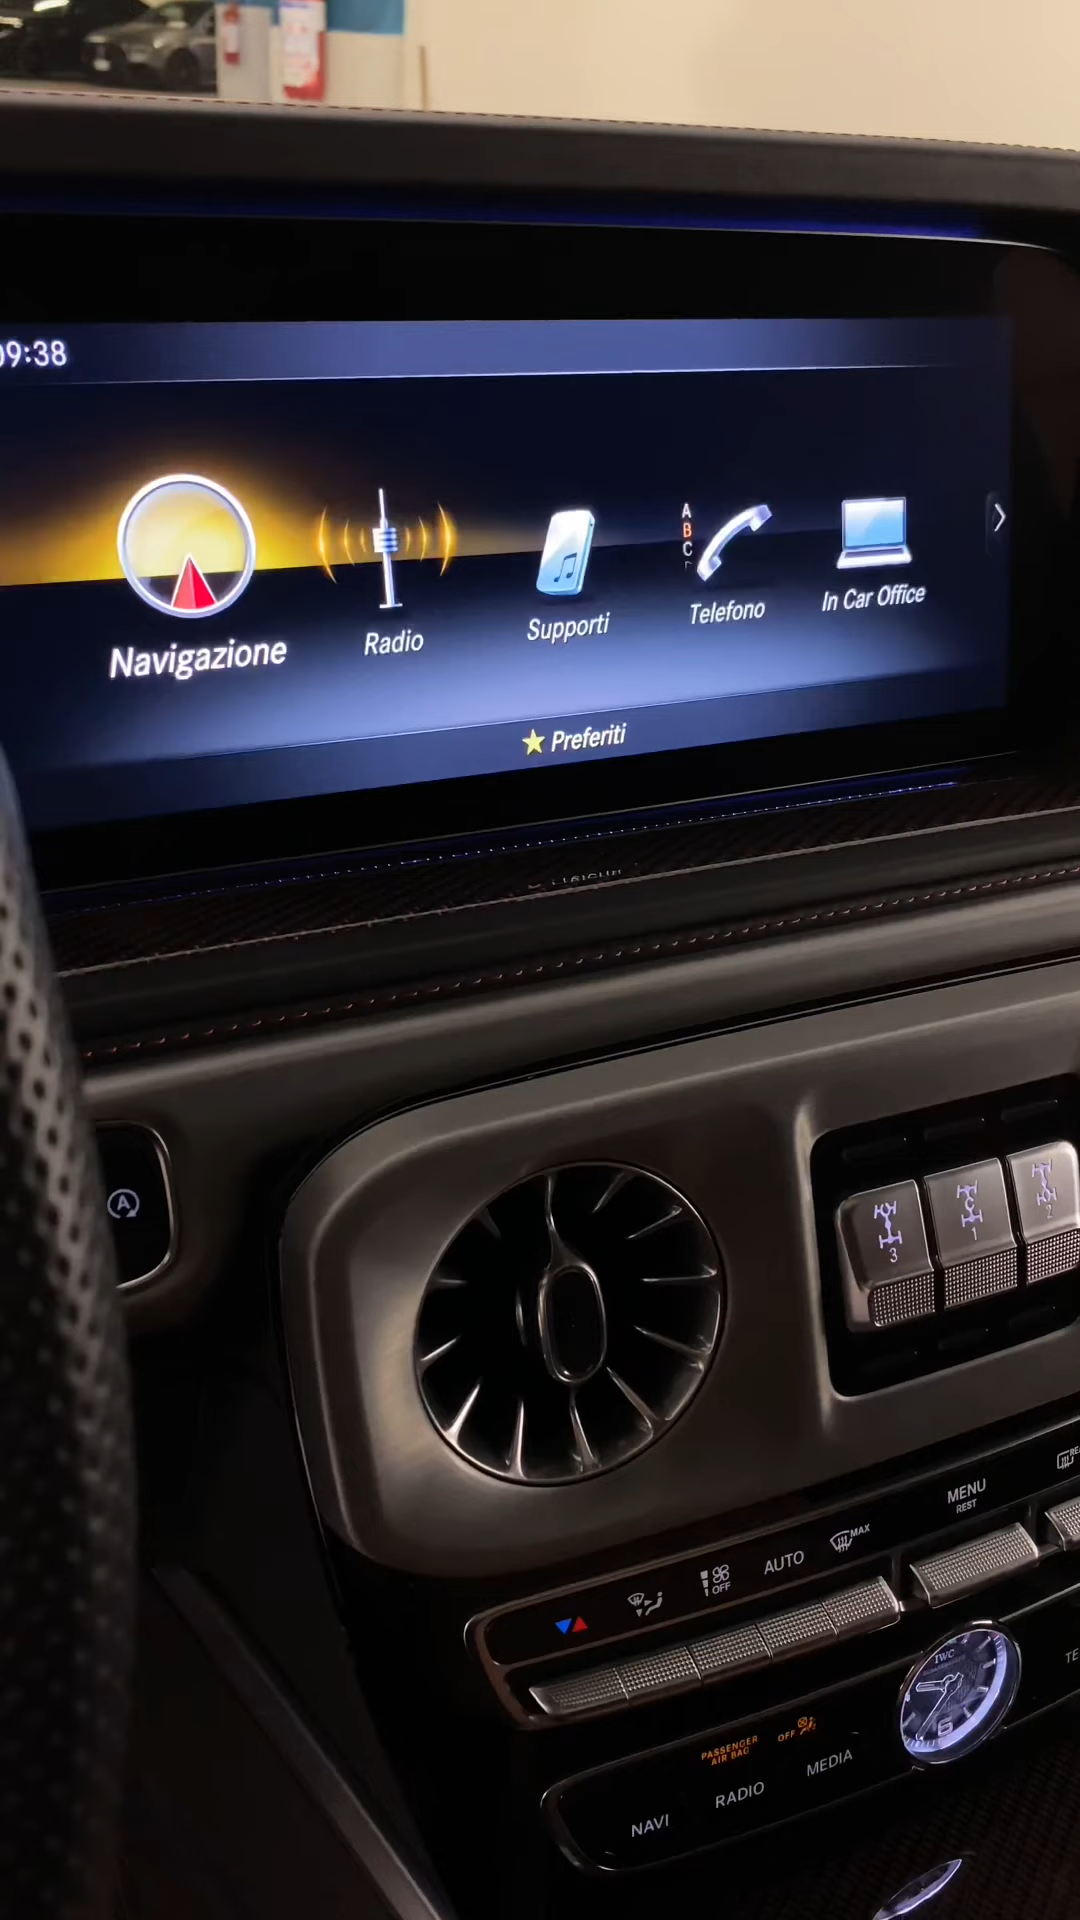 09:38
A
B
C
Navigazione
Radio
Supporti
Telefono
In Car Office
Preferiti
A
3
C
1
2
MENU
REST
MAX
AUTO
OFF
IWC
6
PASSENGER
AIR BAG
OFF
MEDIA
RADIO
NAVI